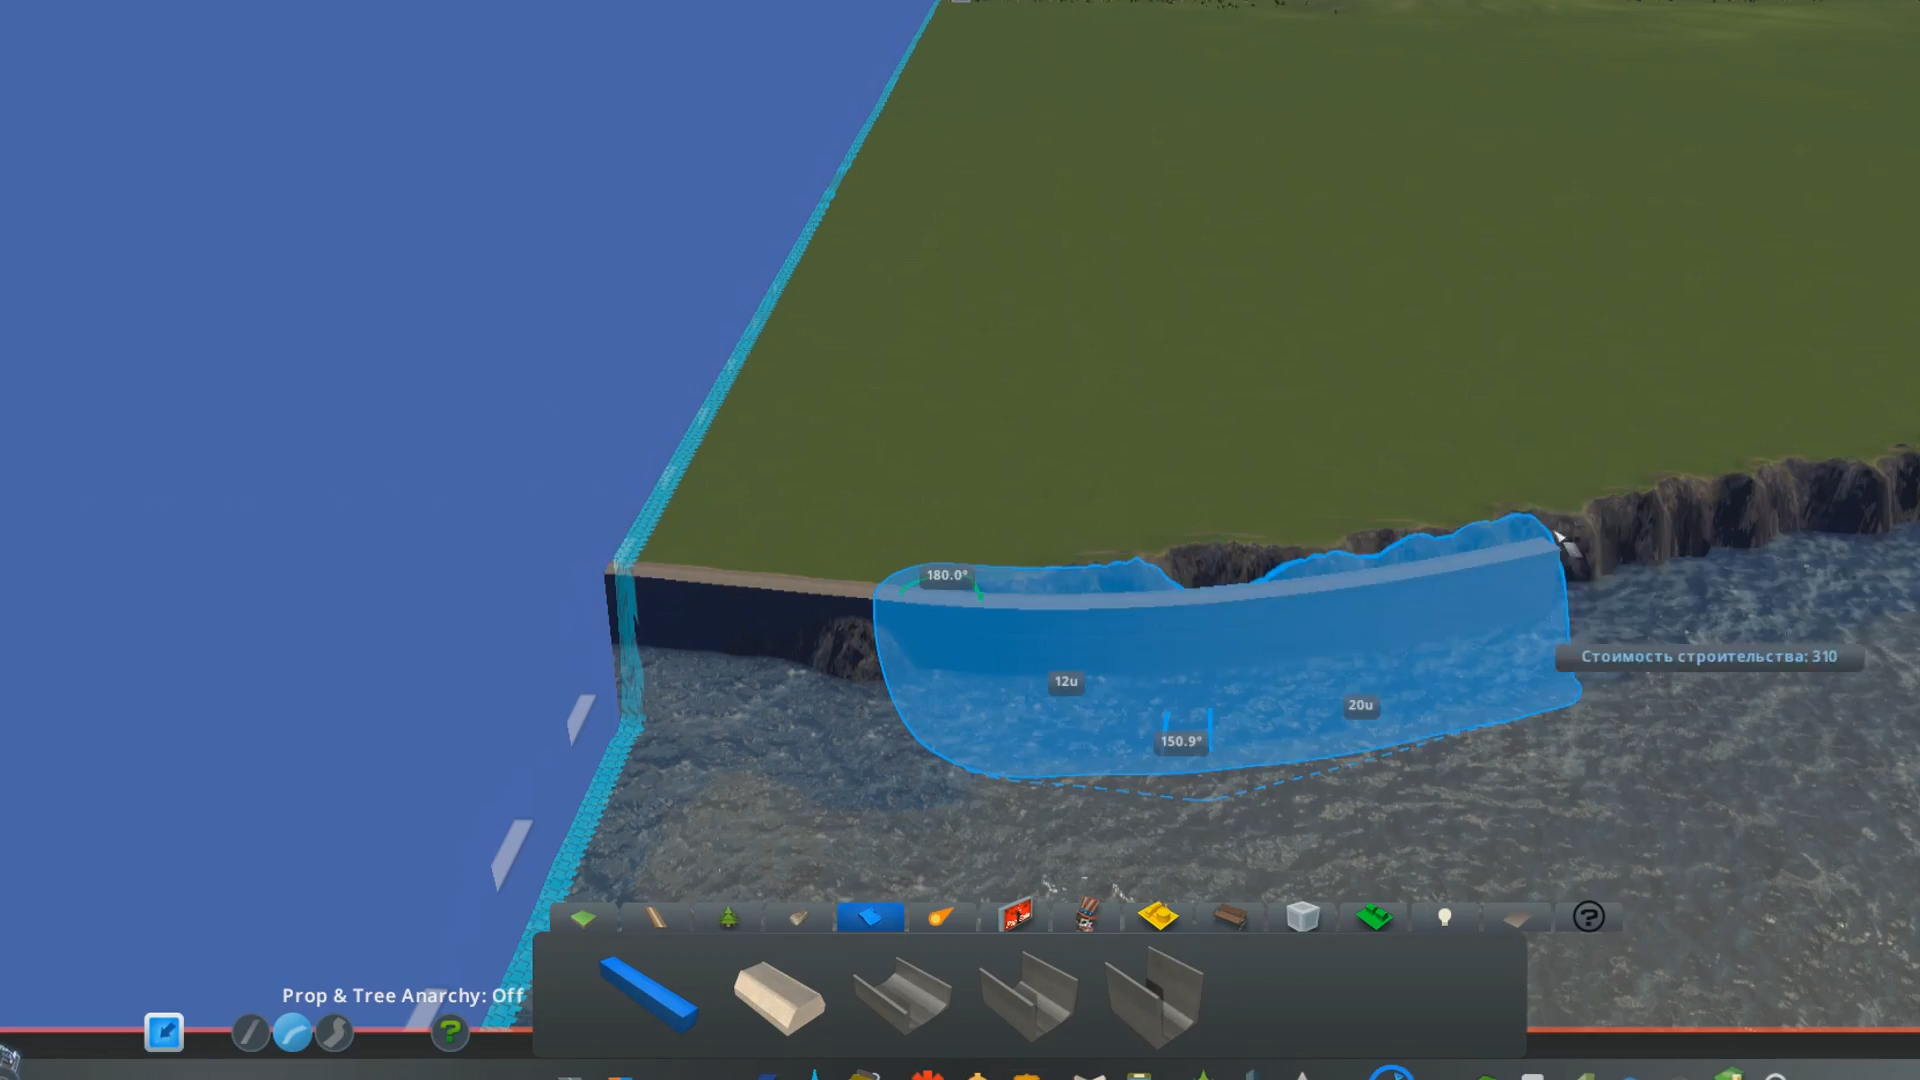 180.0°
Стоимость строительства: 310
12u
20u
150.9°
Prop & Tree Anarchy: Off
?
?